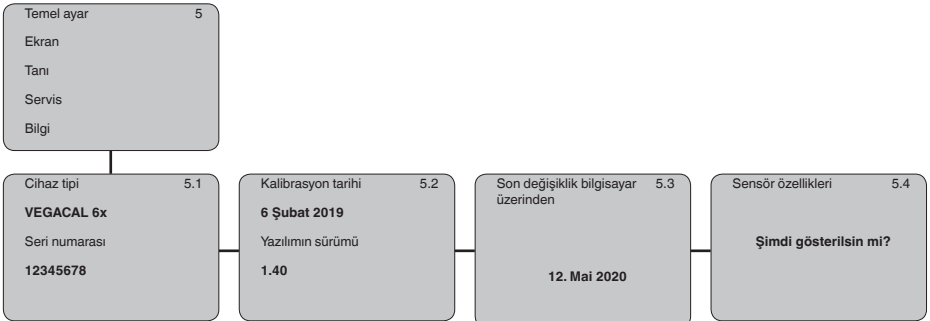 Temel ayar 5
Ekran
Tanı
Servis
Bilgi
Cihaz tipi 5.1
VEGACAL 6x
Seri numarası
12345678
Kalibrasyon tarihi 5.2
6 Şubat 2019
Yazılımın sürümü
1.40
Son değişiklik bilgisayar 5.3
üzerinden
12. Mai 2020
Sensör özellikleri 5.4
Şimdi gösterilsin mi?